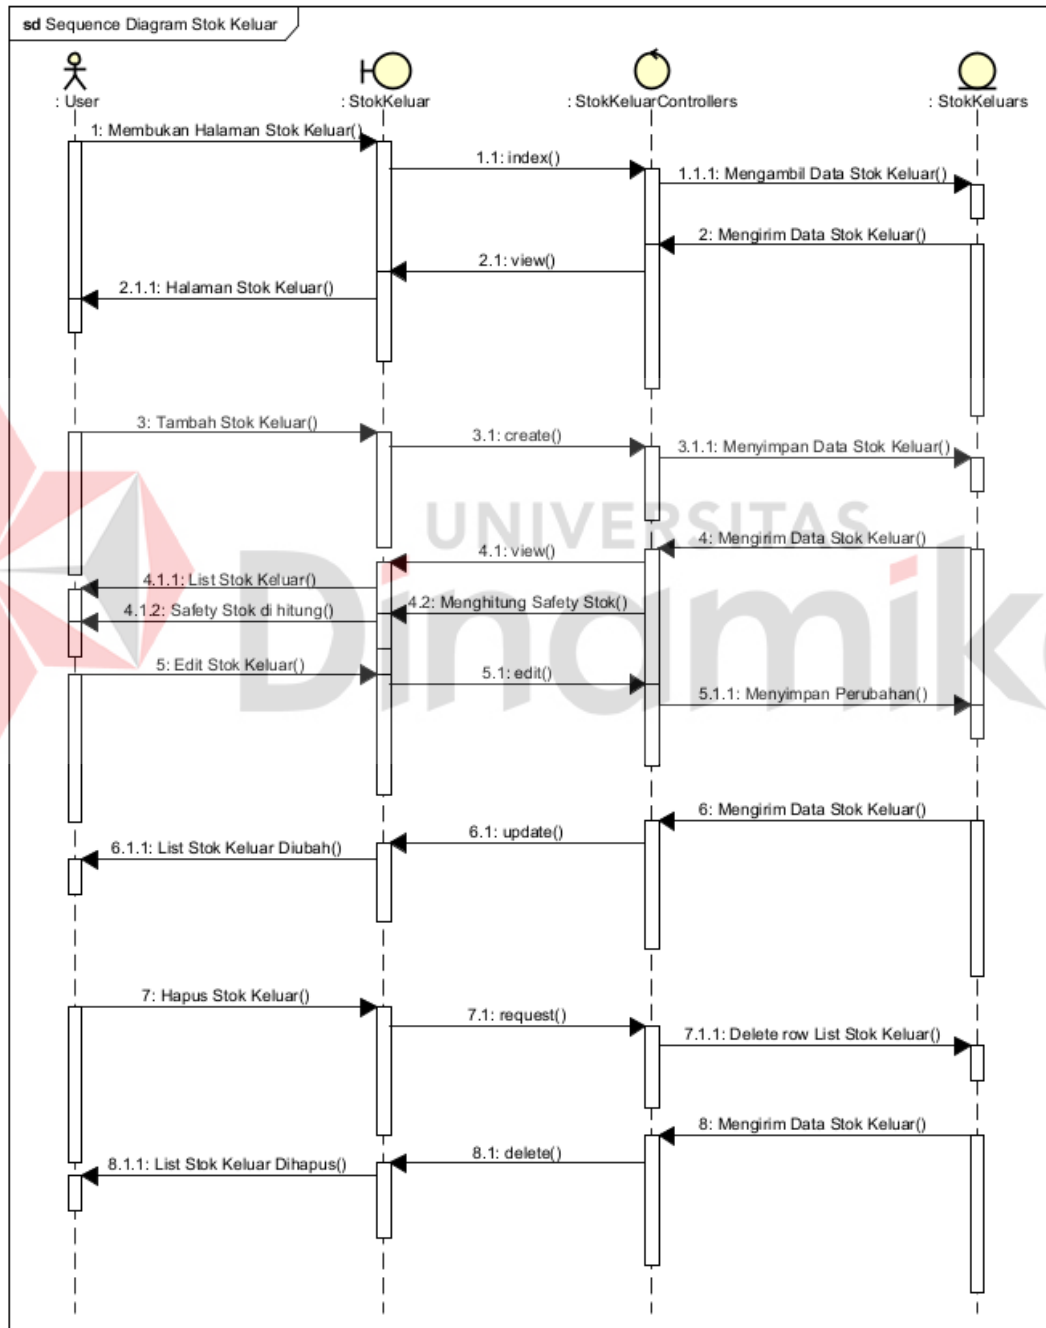 sd Sequence Diagram Stok Keluar
: User
: StokKeluar
: StokKeluarControllers
: StokKeluars
1: Membukan Halaman Stok Keluar()
1.1: index()
1.1.1: Mengambil Data Stok Keluar()
2: Mengirim Data Stok Keluar()
2.1: view()
2.1.1: Halaman Stok Keluar()
3: Tambah Stok Keluar()
3.1: create()
3.1.1: Menyimpan Data Stok Keluar()
UNIVERSITAS
Dinamika
4: Mengirim Data Stok Keluar()
4.1: view()
4.1.1: List Stok Keluar()
4.2: Menghitung Safety Stok()
4.1.2: Safety Stok di hitung()
5: Edit Stok Keluar()
5.1: edit()
5.1.1: Menyimpan Perubahan()
6: Mengirim Data Stok Keluar()
6.1: update()
6.1.1: List Stok Keluar Diubah()
7: Hapus Stok Keluar()
7.1: request()
7.1.1: Delete row List Stok Keluar()
8: Mengirim Data Stok Keluar()
8.1: delete()
8.1.1: List Stok Keluar Dihapus()